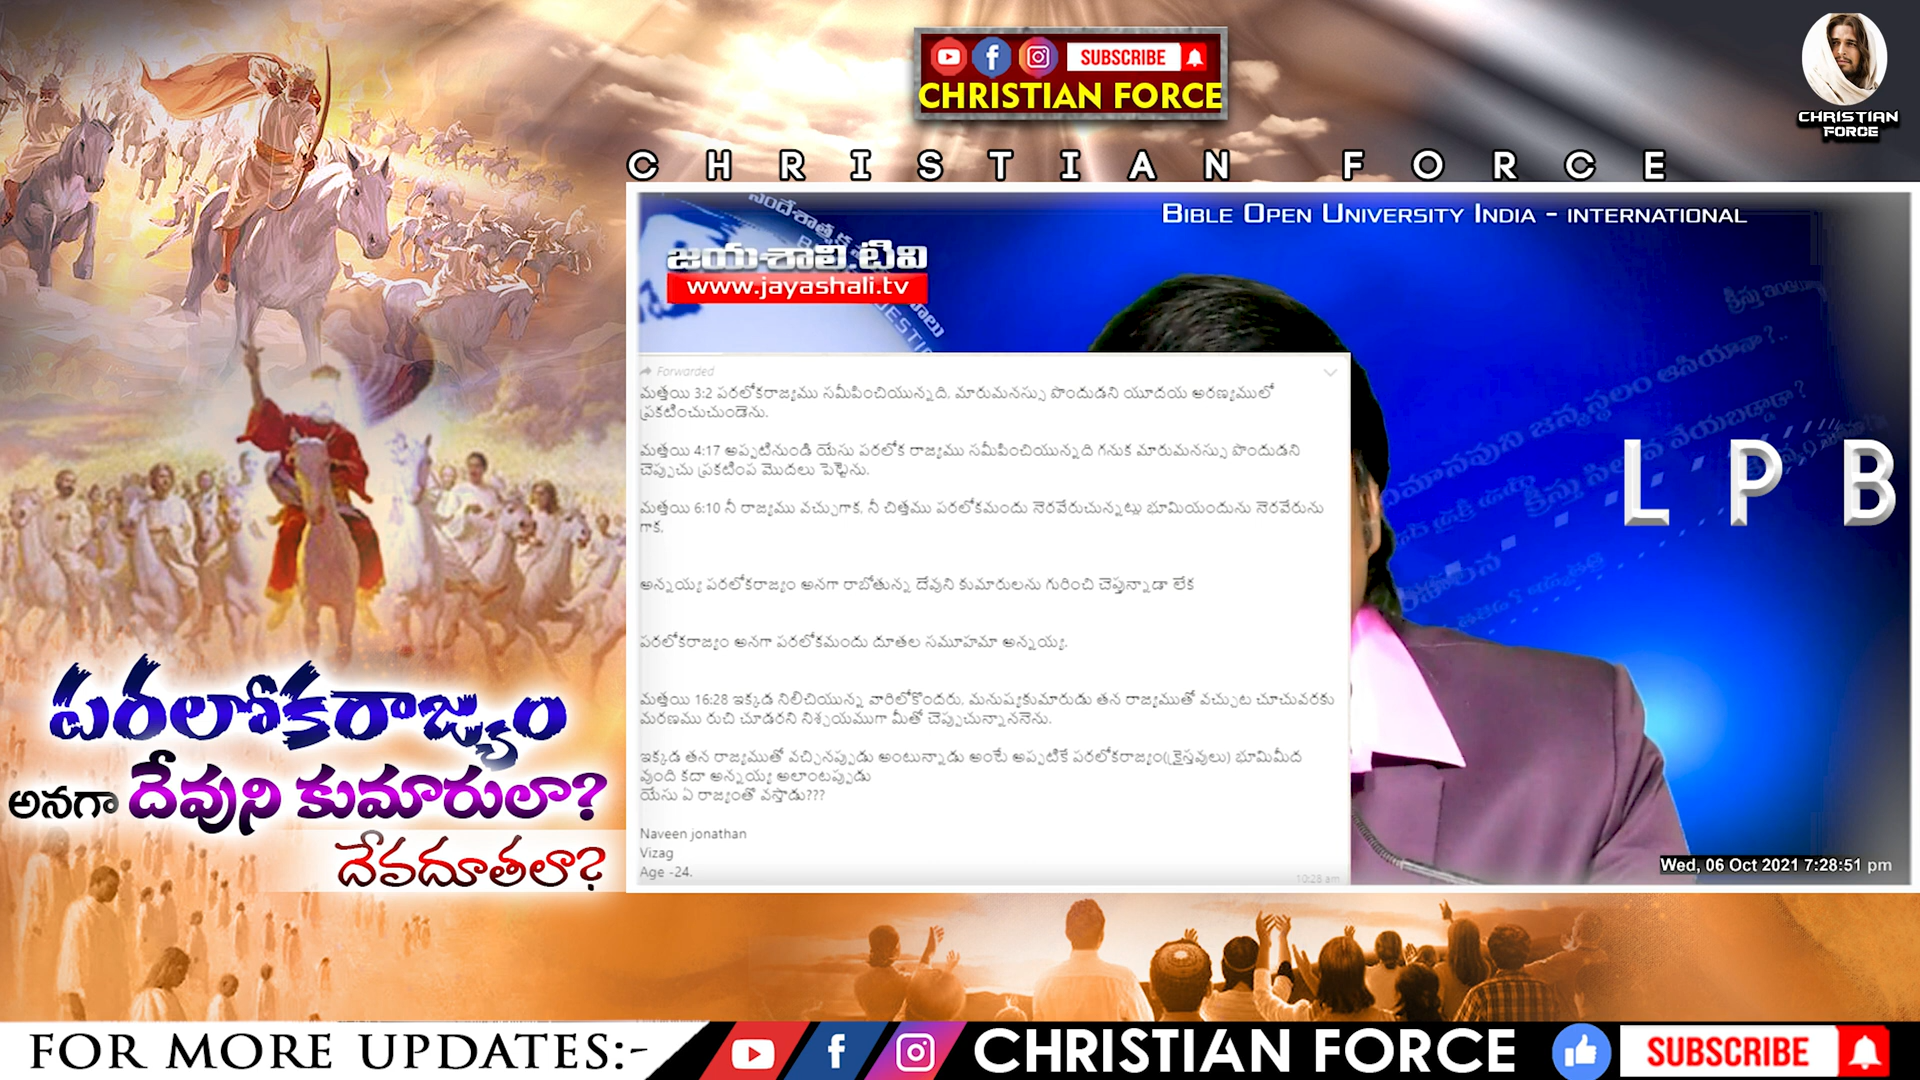 SUBSCRIBE
CHRISTIAN FORCE
CHRISTIAN
FORCE
CHRISTIAN FORCE
BIBLE OPEN UNIVERSITY INDIA - INTERNATIONAL
జయశాలి.టివి
www.jayashali.tv
Forwarded
మత్తయి 3:2 పరలోకరాజ్యము సమీపించియున్నది, మారుమనస్సు పొందుడని యూదయ అరణ్యములో
ప్రకటించుచుండెను.
మత్తయి 4:17 అప్పటినుండి యేసు పరలోక రాజ్యము సమీపించియున్నది గనుక మారుమనస్సు పొందుడని
చెప్పుచు ప్రకటింప మొదలు పెట్టెను.
మత్తయి 6:10 నీ రాజ్యము వచ్చుగాక, నీ చిత్తము పరలోకమందు నెరవేరుచున్నట్లు భూమియందును నెరవేరును
గాక,
అన్నయ్య పరలోకరాజ్యం అనగా రాబోతున్న దేవుని కుమారులను గురించి చెప్తున్నాడా లేక
పరలోకరాజ్యం అనగా పరలోకమందు దూతల సమూహమా అన్నయ్య.
మత్తయి 16:28 ఇక్కడ నిలిచియున్న వారిలోకొందరు, మనుష్యకుమారుడు తన రాజ్యముతో వచ్చుట చూచువరకు
మరణము రుచి చూడరని నిశ్చయముగా మీతో చెప్పుచున్నాననెను.
ఇక్కడ తన రాజ్యముతో వచ్చినప్పుడు అంటున్నాడు అంటే అప్పటికే పరలోకరాజ్యం(క్రైస్తవులు) భూమిమీద
వుంది కదా అన్నయ్య అలాంటప్పుడు
యేసు ఏ రాజ్యంతో వస్తాడు???
Naveen jonathan
Vizag
Age -24.
10:28 am
L P B
Wed, 06 Oct 2021 7:28:51 pm
పరలోకరాజ్యం
అనగా దేవుని కుమారులా?
దేవదూతలా?
FOR MORE UPDATES:-
CHRISTIAN FORCE
SUBSCRIBE